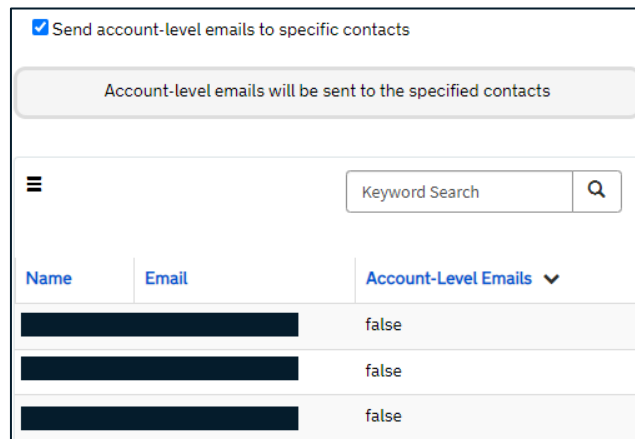 Send account-level emails to specific contacts
Account-level emails will be sent to the specified contacts
Keyword Search
Name Email Account-Level Emails
false
false
false